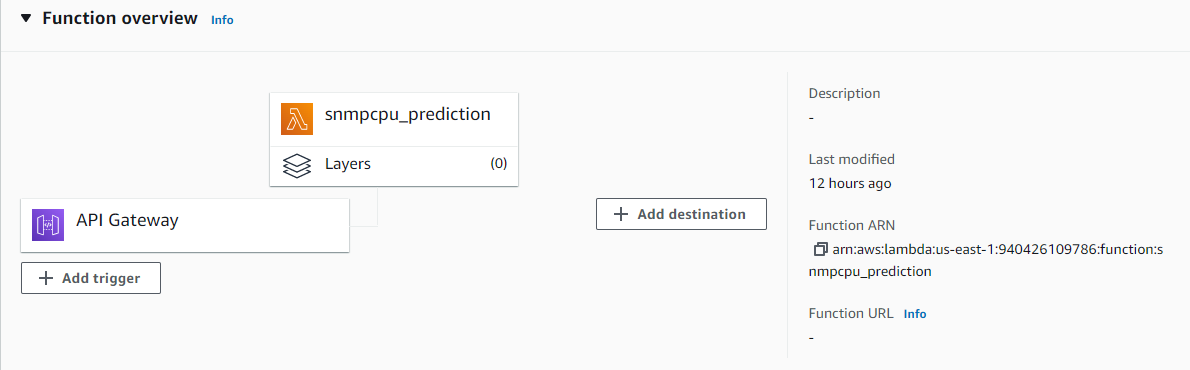 Function overview Info
snmpcpu_prediction
Layers (0)
API Gateway
Add trigger
Add destination
Description
-
Last modified
12 hours ago
Function ARN
arn:aws:lambda:us-east-1:940426109786:function:s
nmpcpu_prediction
Function URL Info
-